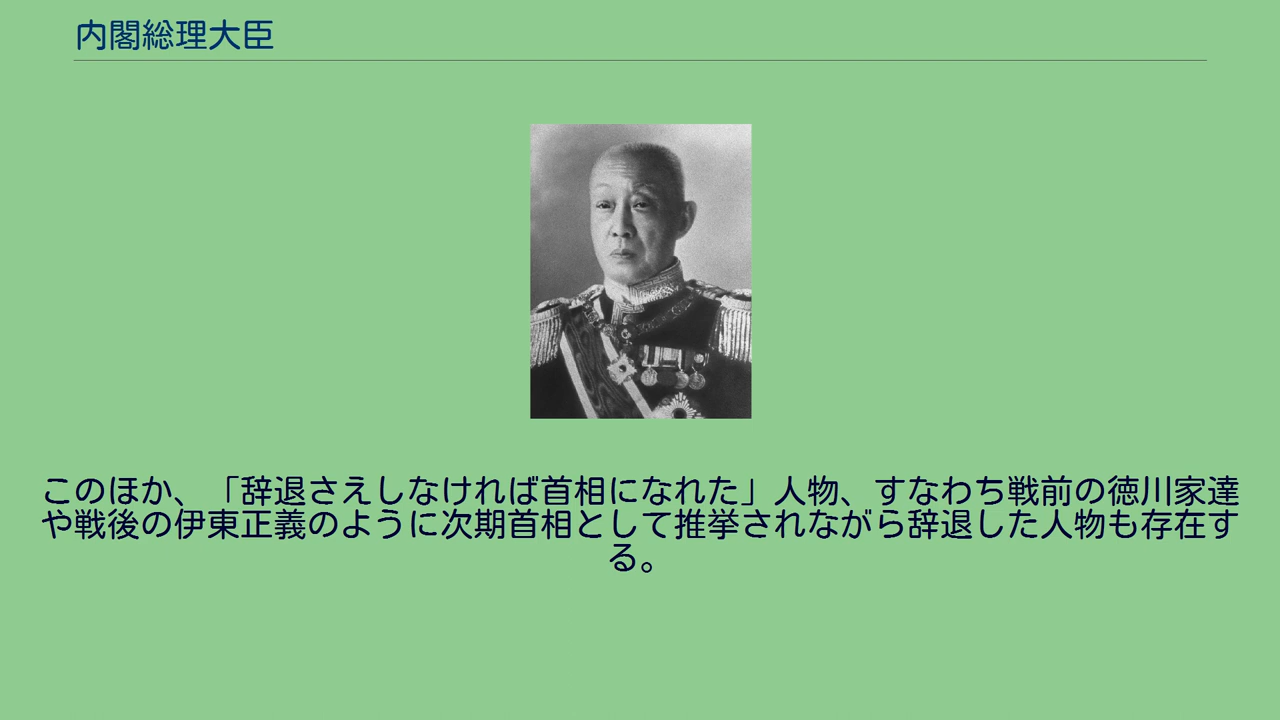 内閣総理大臣
このほか、「辞退さえしなければ首相になれた」人物、すなわち戦前の徳川家達
や戦後の伊東正義のように次期首相として推挙されながら辞退した人物も存在す
る。